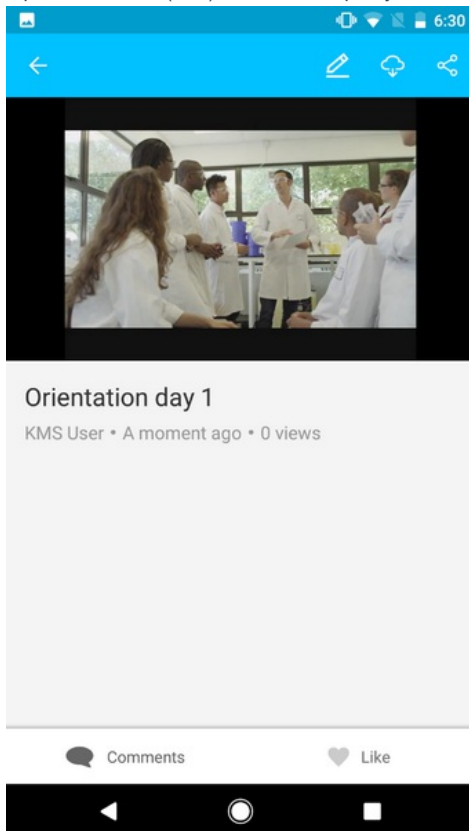 6:30
Orientation day 1
KMS User • A moment ago • 0 views
Comments
Like